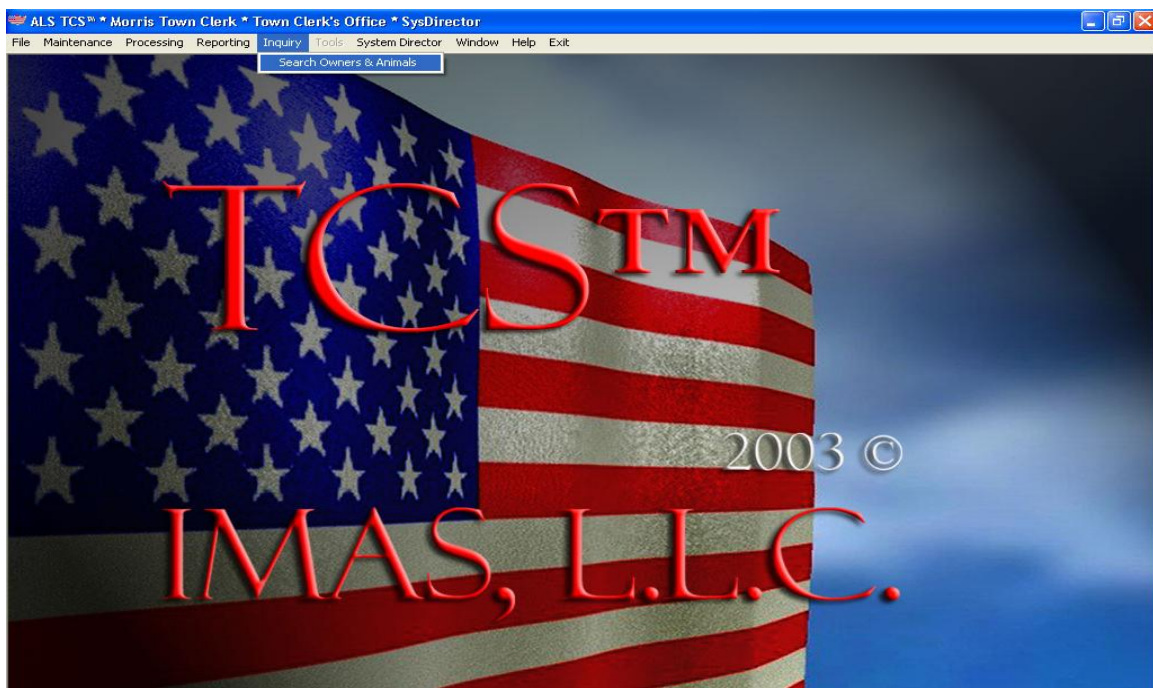 ALS TCS™ * Morris Town Clerk * Town Clerk's Office * SysDirector
File Maintenance Processing Reporting Inquiry Tools System Director Window Help Exit
Search Owners & Animals
TCS™
2003 ©
IMAS, L.L.C.